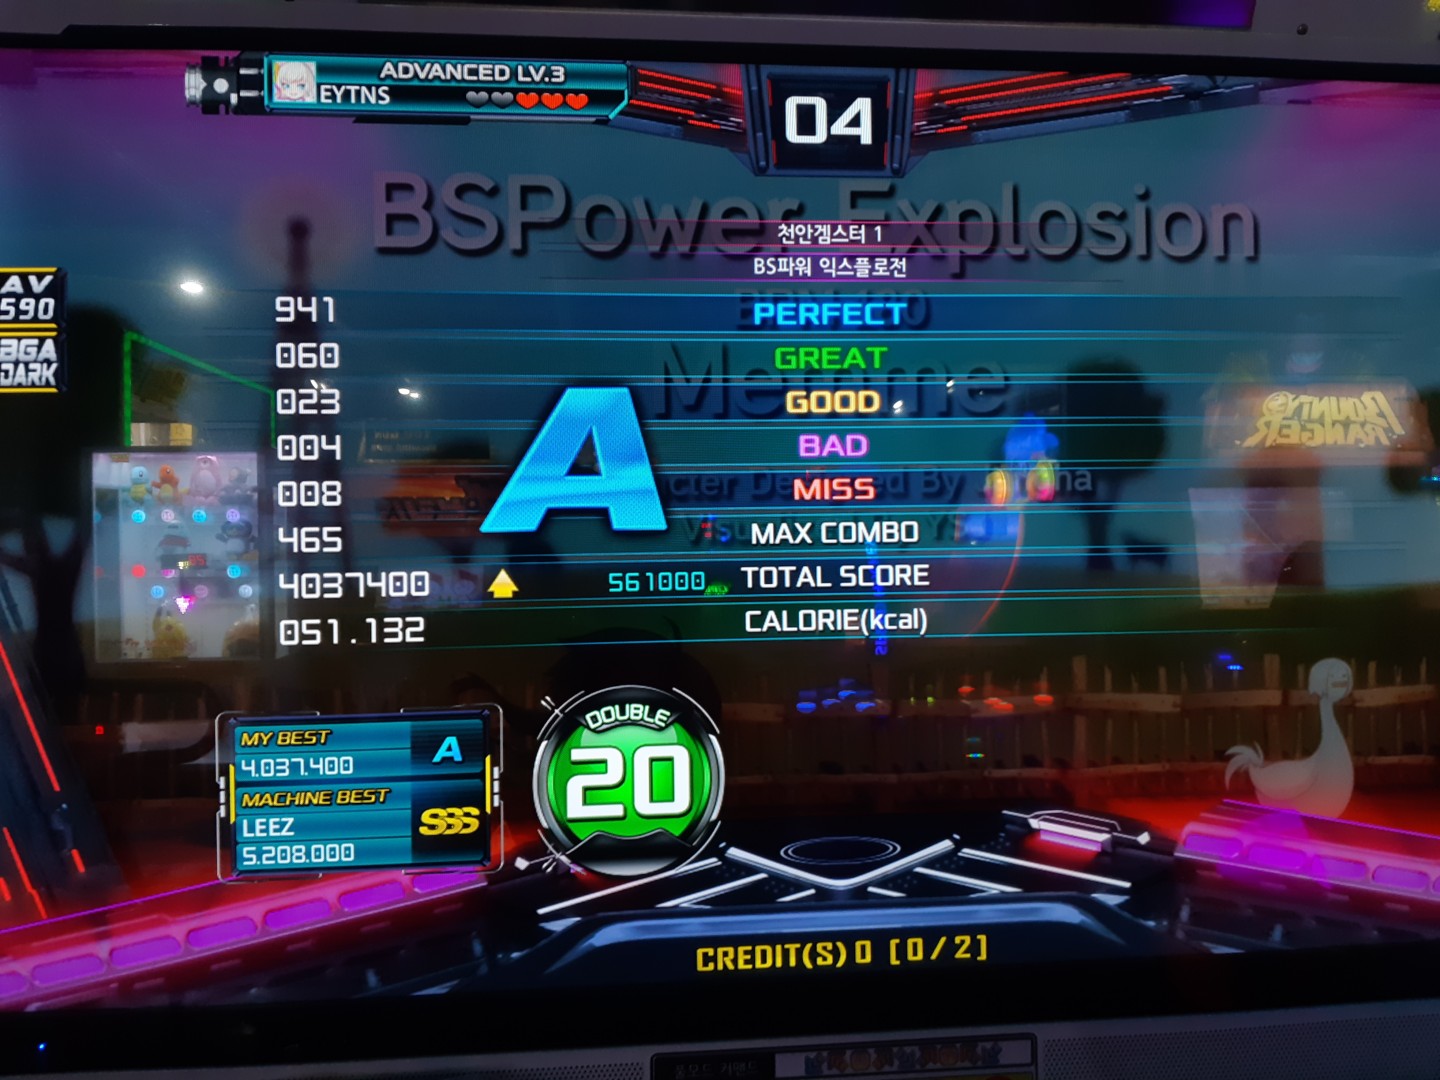 ADVANCED LV.3
EYTNS
04
BSPower Explosion
천안겜스터 1
BS파워 익스플로전
AV
590
BGA
DARK
941 PERFECT
060 GREAT
023 GOOD
004 BAD
008 MISS
465 MAX COMBO
4037400 561000 TOTAL SCORE
051.132 CALORIE(kcal)
A
MY BEST
4.037.400 A
MACHINE BEST
LEEZ SSS
5.208.000
DOUBLE
20
BOUNTY
RANGER
CREDIT(S) 0 [0/2]